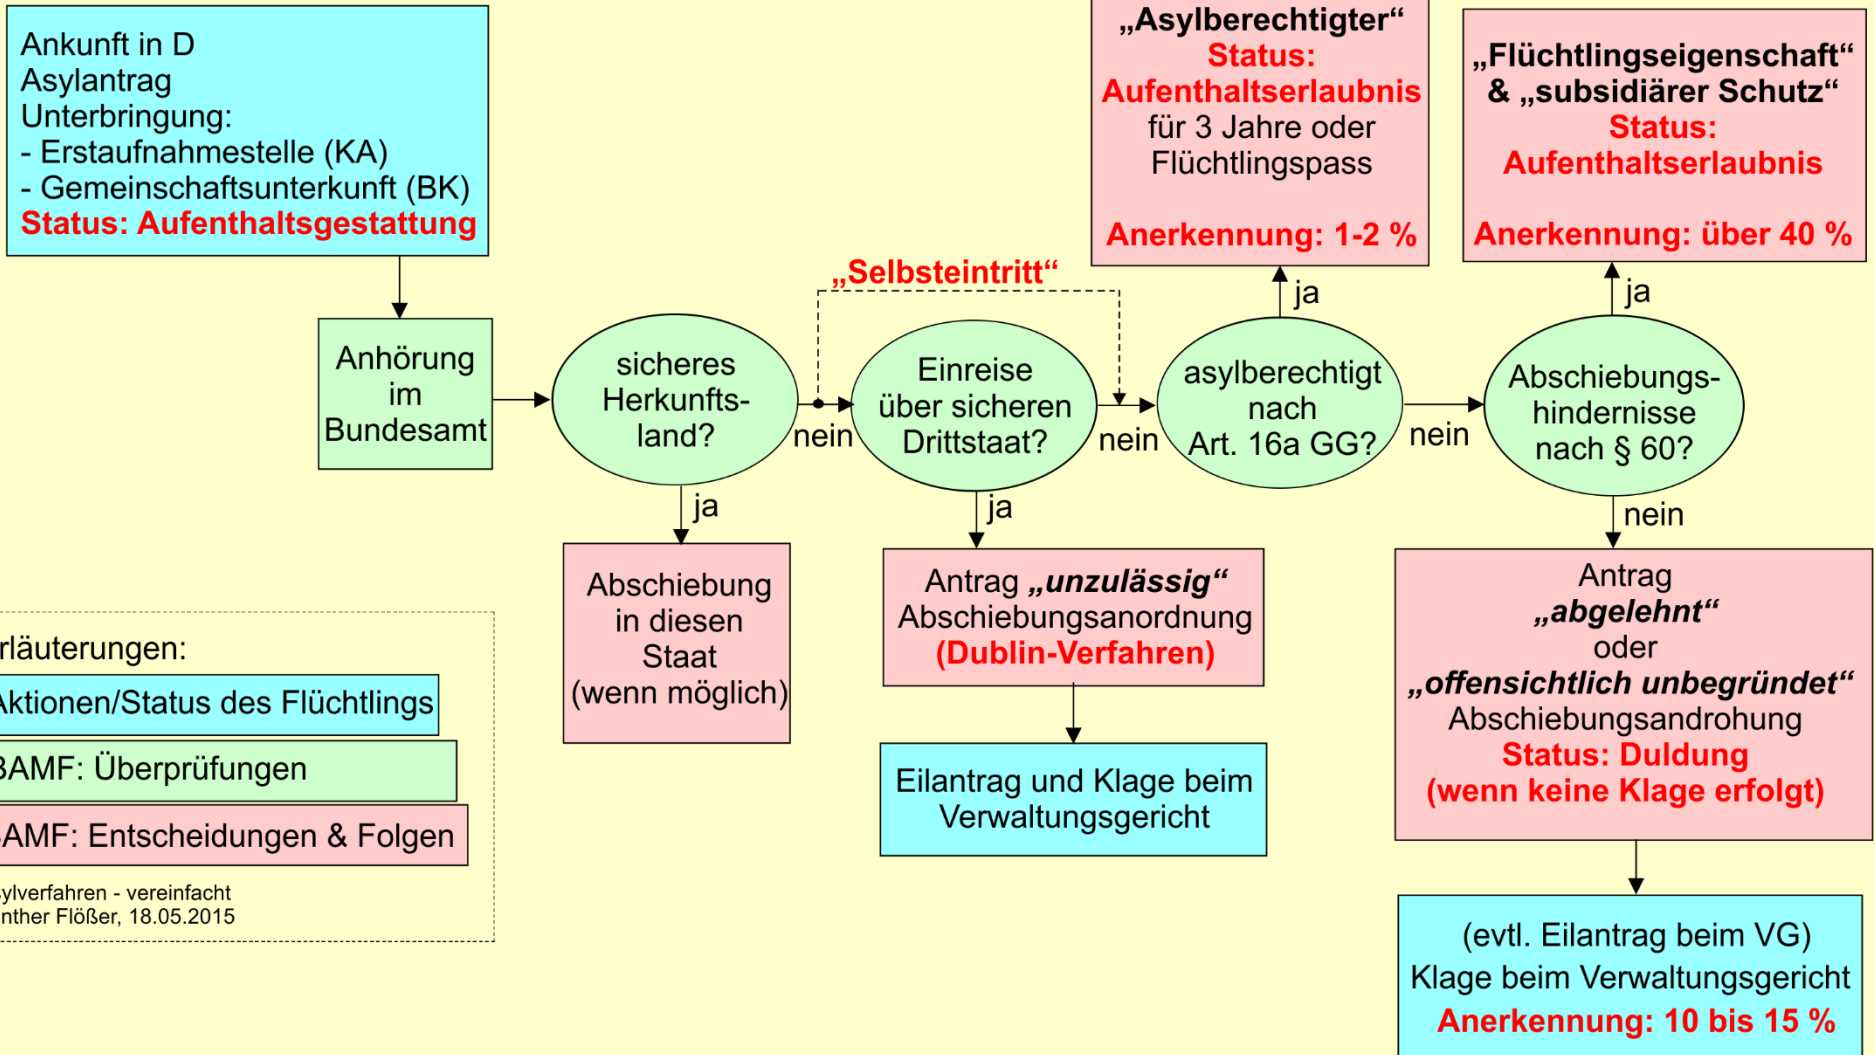 Ankunft in D
Asylantrag
Unterbringung:
- Erstaufnahmestelle (KA)
- Gemeinschaftsunterkunft (BK)
Status: Aufenthaltsgestattung
„Asylberechtigter“
Status:
Aufenthaltserlaubnis
für 3 Jahre oder
Flüchtlingspass
Anerkennung: 1-2 %
„Flüchtlingseigenschaft“
& „subsidiärer Schutz“
Status:
Aufenthaltserlaubnis
Anerkennung: über 40 %
„Selbsteintritt“
ja
ja
Anhörung
im
Bundesamt
sicheres
Herkunfts-
land?
nein
Einreise
über sicheren
Drittstaat?
nein
asylberechtigt
nach
Art. 16a GG?
nein
Abschiebungs-
hindernisse
nach § 60?
ja
ja
nein
Abschiebung
in diesen
Staat
(wenn möglich)
Antrag „unzulässig“
Abschiebungsanordnung
(Dublin-Verfahren)
Eilantrag und Klage beim
Verwaltungsgericht
Antrag
„abgelehnt“
oder
„offensichtlich unbegründet“
Abschiebungsandrohung
Status: Duldung
(wenn keine Klage erfolgt)
(evtl. Eilantrag beim VG)
Klage beim Verwaltungsgericht
Anerkennung: 10 bis 15 %
rläuterungen:
Aktionen/Status des Flüchtlings
BAMF: Überprüfungen
BAMF: Entscheidungen & Folgen
sylverfahren - vereinfacht
nther Flößer, 18.05.2015